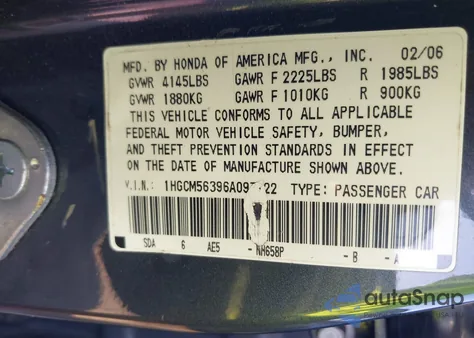 MFD. BY HONDA OF AMERICA MFG., INC. 02/06
GVWR 4145LBS GAWR F 2225LBS R 1985LBS
GVWR 1880KG GAWR F 1010KG R 900KG
THIS VEHICLE CONFORMS TO ALL APPLICABLE
FEDERAL MOTOR VEHICLE SAFETY, BUMPER,
AND THEFT PREVENTION STANDARDS IN EFFECT
ON THE DATE OF MANUFACTURE SHOWN ABOVE.
V.I.N.: TYPE: PASSENGER CAR
SDA 6 AE5 - NH658P - B - A
autoSnap